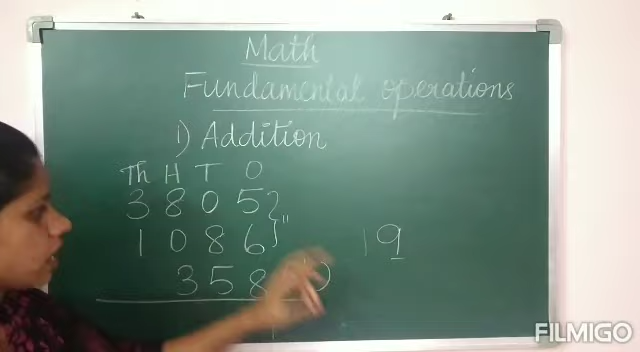 Math
Fundamental operations
1) Addition
Th H T O
3 8 0 5
1 0 8 6 } 11
3 5 8
19
FILMIGO